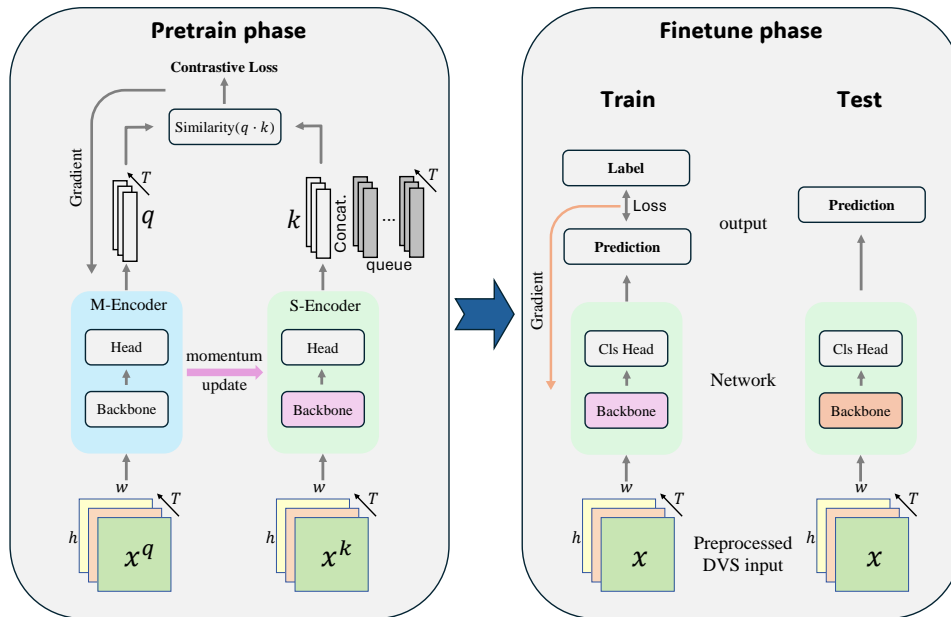 Pretrain phase
Contrastive Loss
Similarity(q · k)
Gradient
T
q
k
Concat.
...
T
queue
M-Encoder
S-Encoder
Head
Head
momentum
update
Backbone
Backbone
w
T
h
x^q
w
T
h
x^k
Finetune phase
Train
Test
Label
Loss
Prediction
output
Prediction
Gradient
Cls Head
Cls Head
Network
Backbone
Backbone
w
T
h
x
Preprocessed
DVS input
w
T
h
x